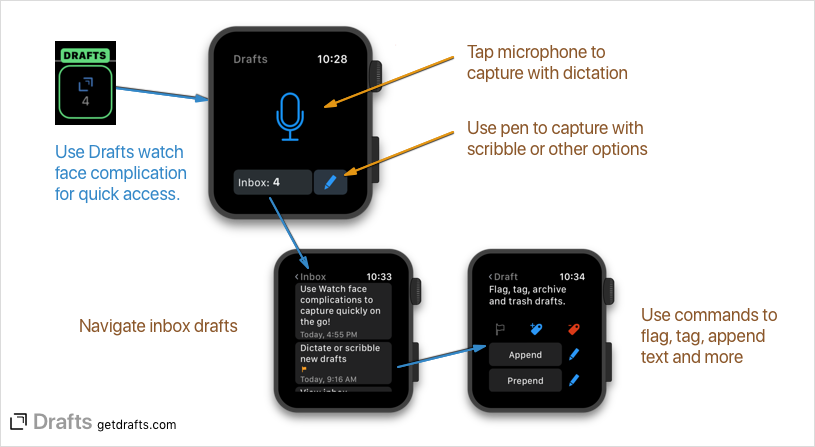 DRAFTS
4
Use Drafts watch
face complication
for quick access.
Drafts 10:28
Inbox: 4
Tap microphone to
capture with dictation
Use pen to capture with
scribble or other options
Navigate inbox drafts
<Inbox 10:33
Use Watch face
complications to
capture quickly on
the go!
Today, 4:55 PM
Dictate or scribble
new drafts
Today, 9:16 AM
View inbox
<Draft 10:34
Flag, tag, archive
and trash drafts.
Append
Prepend
Use commands to
flag, tag, append
text and more
Drafts getdrafts.com